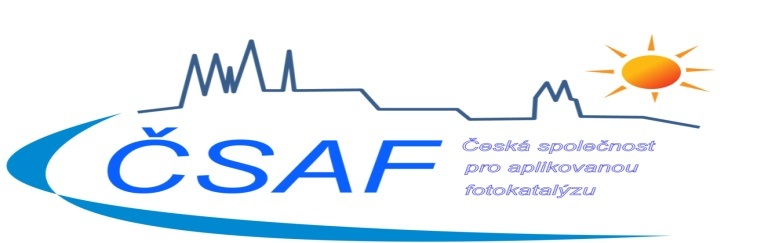 ČSAF
Česká společnost
pro aplikovanou
fotokatalýzu